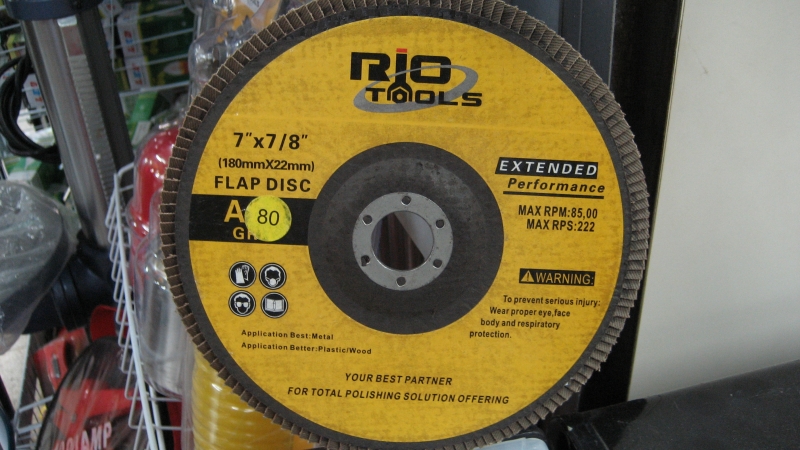 RIO
TOOLS
7"x7/8"
(180mmX22mm)
FLAP DISC
80
EXTENDED
Performance
MAX RPM:85,00
MAX RPS:222
WARNING:
To prevent serious injury:
Wear proper eye,face
body and respiratory
protection.
Application Best:Metal
Application Better:Plastic/Wood
YOUR BEST PARTNER
FOR TOTAL POLISHING SOLUTION OFFERING